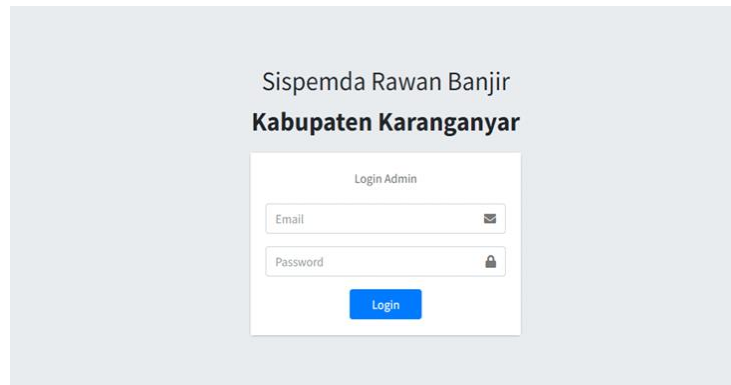 Sispemda Rawan Banjir
Kabupaten Karanganyar
Login Admin
Email
Password
Login